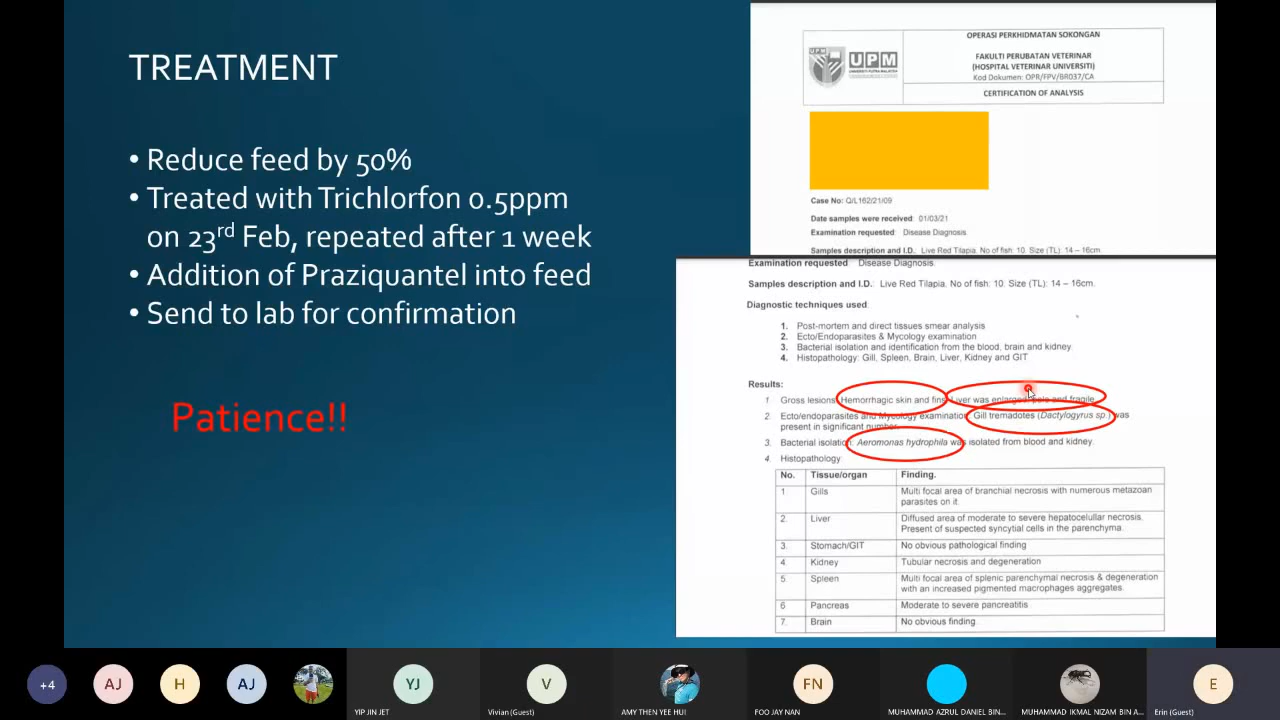 TREATMENT
• Reduce feed by 50%
• Treated with Trichlorfon 0.5ppm
on 23rd Feb, repeated after 1 week
• Addition of Praziquantel into feed
• Send to lab for confirmation
Patience!!
OPERASI PERKHIDMATAN SOKONGAN
UPM
UNIVERSITI PUTRA MALAYSIA
FAKULTI PERUBATAN VETERINAR
(HOSPITAL VETERINAR UNIVERSITI)
Kod Dokumen: OPR/FPV/BR037/CA
CERTIFICATION OF ANALYSIS
Case No: Q/L162/21/09
Date samples were received 01/03/21
Examination requested: Disease Diagnosis
Samples description and I.D.: Live Red Tilapia, No of fish: 10. Size (TL): 14 – 16cm.
Examination requested Disease Diagnosis
Samples description and I.D.: Live Red Tilapia, No of fish: 10. Size (TL): 14 – 16cm.
Diagnostic techniques used:
1. Post-mortem and direct tissues smear analysis
2. Ecto/Endoparasites & Mycology examination
3. Bacterial isolation and identification from the blood, brain and kidney.
4. Histopathology: Gill, Spleen, Brain, Liver, Kidney and GIT
Results:
1 Gross lesions: Hemorrhagic skin and fins. Liver was enlarged, pale and fragile.
2. Ecto/endoparasites and Mycology examination: Gill tremadotes (Dactylogyrus sp.) was
present in significant number.
3. Bacterial isolation: Aeromonas hydrophila was isolated from blood and kidney.
4. Histopathology
No. Tissue/organ Finding.
1 Gills Multi focal area of branchial necrosis with numerous metazoan
parasites on it.
2. Liver Diffused area of moderate to severe hepatocelullar necrosis.
Present of suspected syncytial cells in the parenchyma.
3. Stomach/GIT No obvious pathological finding
4 Kidney Tubular necrosis and degeneration
5 Spleen Multi focal area of splenic parenchymal necrosis & degeneration
with an increased pigmented macrophages aggregates.
6 Pancreas Moderate to severe pancreatitis
7. Brain No obvious finding.
+4 AJ H AJ YJ V FN E
YIP JIN JET Vivian (Guest) AMY THEN YEE HUI FOO JAY NAN MUHAMMAD AZRUL DANIEL BIN... MUHAMMAD IKMAL NIZAM BIN A... Erin (Guest)